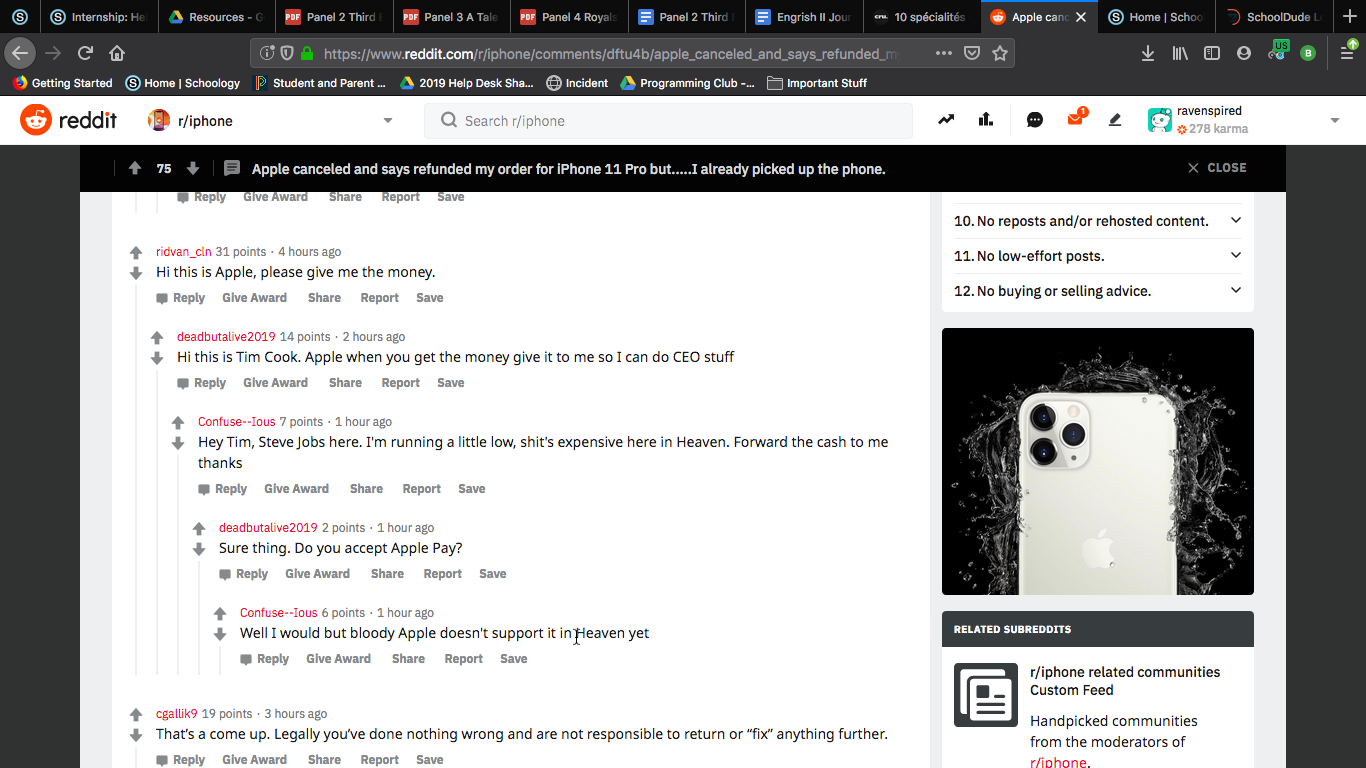 Internship: He
Resources - G
Panel 2 Third
Panel 3 A Tale
Panel 4 Royals
Panel 2 Third
Engrish II Jour
10 spécialités
Apple canc
Home | Schoo
SchoolDude L
https://www.reddit.com/r/iphone/comments/dftu4b/apple_canceled_and_says_refunded_m
US
B
Getting Started
Home | Schoology
Student and Parent ...
2019 Help Desk Sha...
Incident
Programming Club -...
Important Stuff
reddit
r/iphone
Search r/iphone
1
ravenspired
278 karma
75
Apple canceled and says refunded my order for iPhone 11 Pro but.....I already picked up the phone.
CLOSE
Reply Give Award Share Report Save
ridvan_cln 31 points · 4 hours ago
Hi this is Apple, please give me the money.
Reply Give Award Share Report Save
deadbutalive2019 14 points · 2 hours ago
Hi this is Tim Cook. Apple when you get the money give it to me so I can do CEO stuff
Reply Give Award Share Report Save
Confuse--Ious 7 points · 1 hour ago
Hey Tim, Steve Jobs here. I'm running a little low, shit's expensive here in Heaven. Forward the cash to me
thanks
Reply Give Award Share Report Save
deadbutalive2019 2 points · 1 hour ago
Sure thing. Do you accept Apple Pay?
Reply Give Award Share Report Save
Confuse--Ious 6 points · 1 hour ago
Well I would but bloody Apple doesn't support it in Heaven yet
Reply Give Award Share Report Save
cgallik9 19 points · 3 hours ago
That's a come up. Legally you've done nothing wrong and are not responsible to return or “fix” anything further.
Reply Give Award Share Report Save
10. No reposts and/or rehosted content.
11. No low-effort posts.
12. No buying or selling advice.
RELATED SUBREDDITS
r/iphone related communities
Custom Feed
Handpicked communities
from the moderators of
r/iphone.